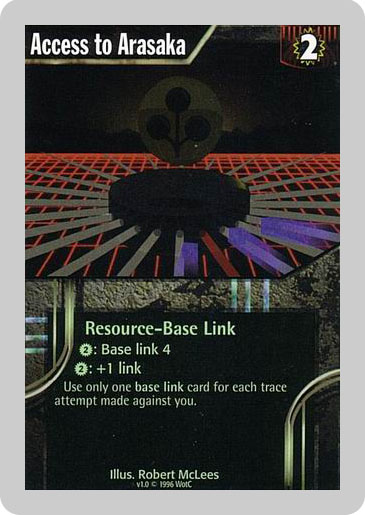 Access to Arasaka
2
Resource-Base Link
2: Base link 4
2: +1 link
Use only one base link card for each trace
attempt made against you.
Illus. Robert McLees
v1.0 © 1996 WotC